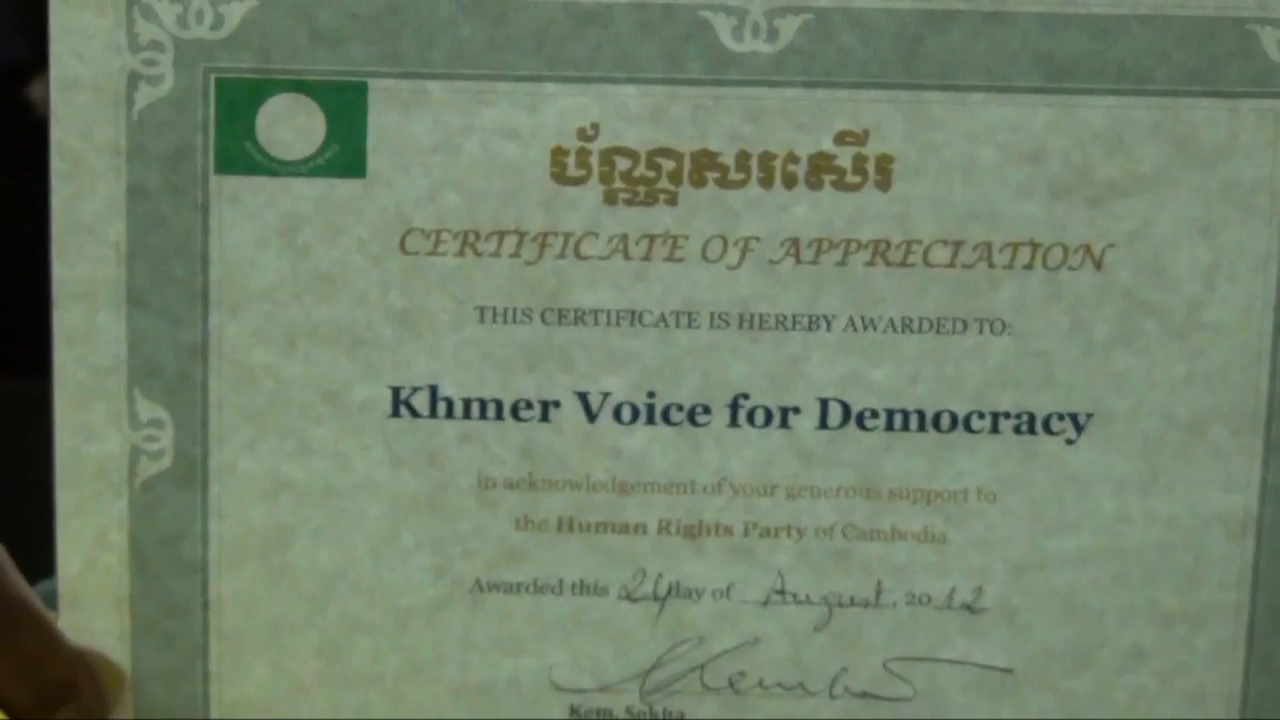 ប័ណ្ណសរសើរ
CERTIFICATE OF APPRECIATION
THIS CERTIFICATE IS HEREBY AWARDED TO:
Khmer Voice for Democracy
in acknowledgement of your generous support to
the Human Rights Party of Cambodia.
Awarded this 24 day of August, 2012
Kem Sokha